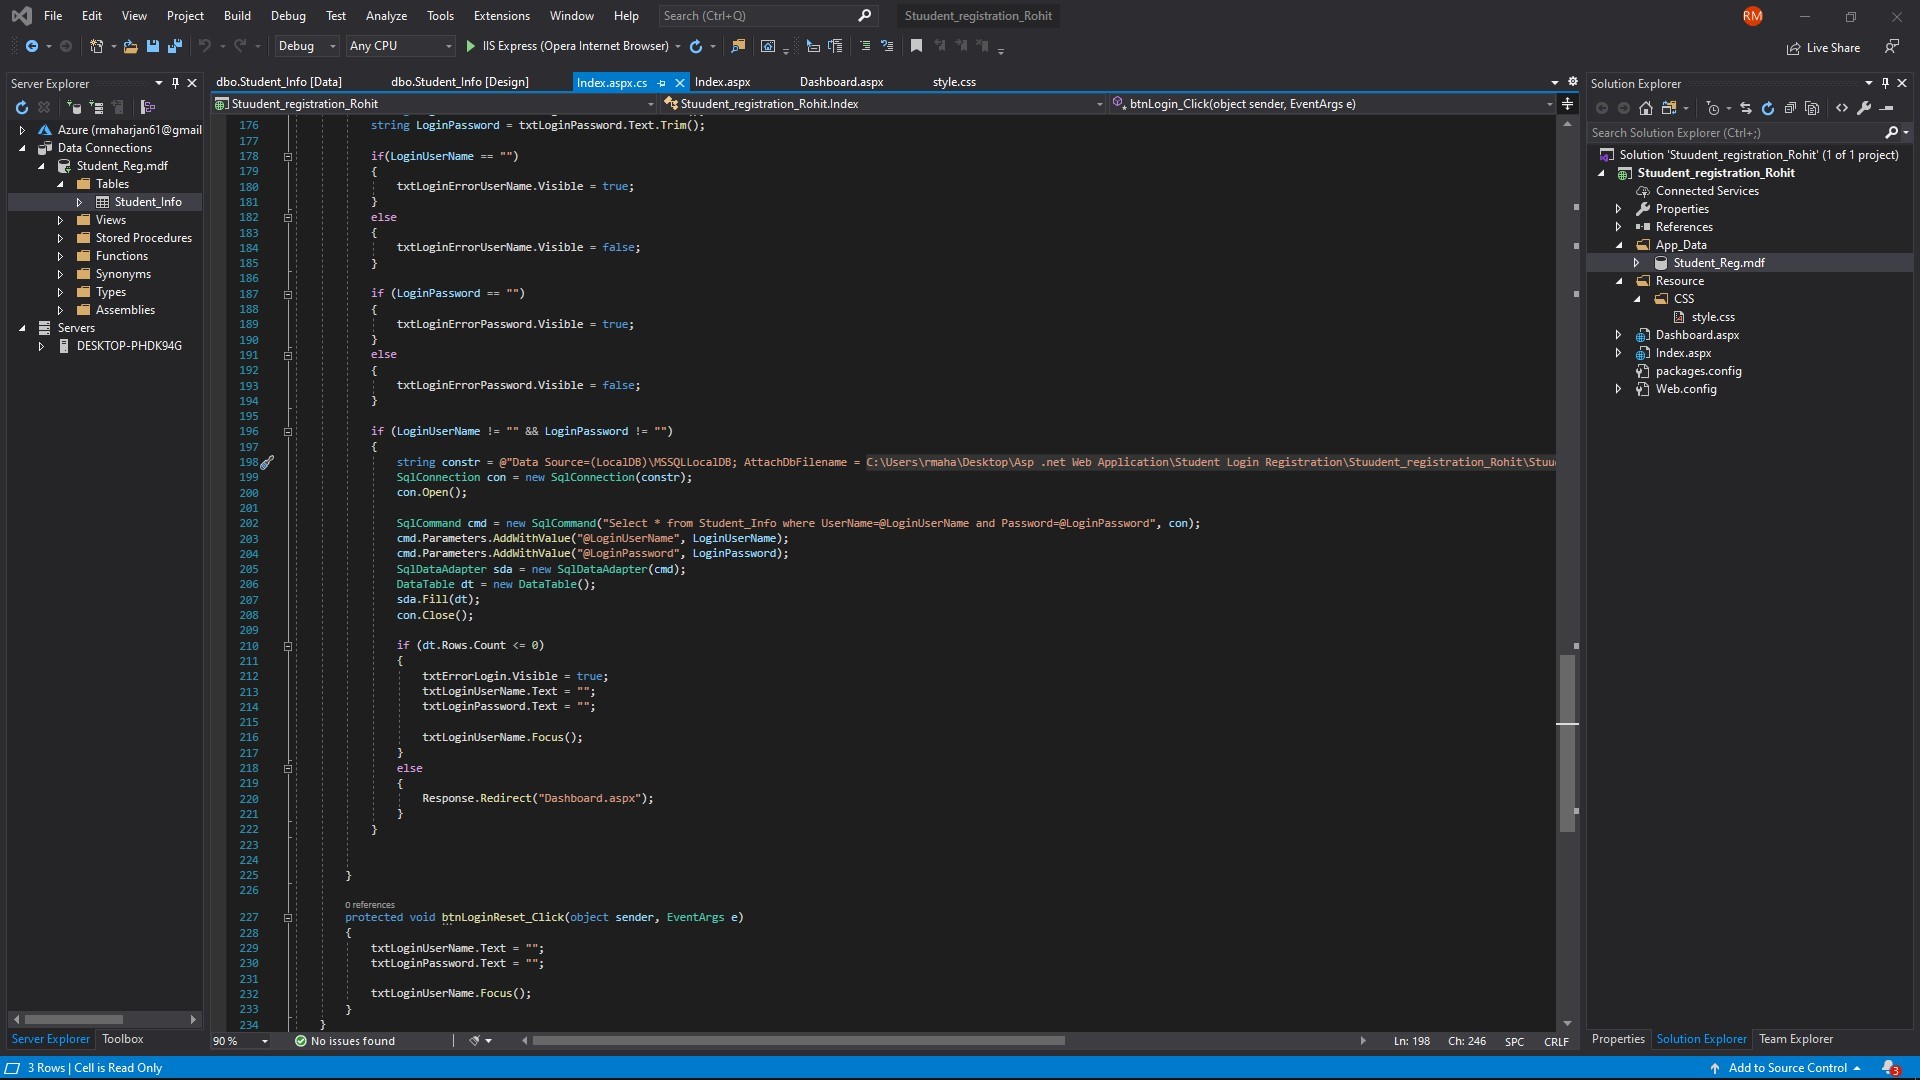 File Edit View Project Build Debug Test Analyze Tools Extensions Window Help Search (Ctrl+Q) Stuudent_registration_Rohit RM
Debug Any CPU IIS Express (Opera Internet Browser) Live Share
Server Explorer
Azure (rmaharjan61@gmail
Data Connections
Student_Reg.mdf
Tables
Student_Info
Views
Stored Procedures
Functions
Synonyms
Types
Assemblies
Servers
DESKTOP-PHDK94G
Server Explorer Toolbox
dbo.Student_Info [Data] dbo.Student_Info [Design] Index.aspx.cs Index.aspx Dashboard.aspx style.css
Stuudent_registration_Rohit Stuudent_registration_Rohit.Index btnLogin_Click(object sender, EventArgs e)
176 string LoginPassword = txtLoginPassword.Text.Trim();
177
178 if(LoginUserName == "")
179 {
180 txtLoginErrorUserName.Visible = true;
181 }
182 else
183 {
184 txtLoginErrorUserName.Visible = false;
185 }
186
187 if (LoginPassword == "")
188 {
189 txtLoginErrorPassword.Visible = true;
190 }
191 else
192 {
193 txtLoginErrorPassword.Visible = false;
194 }
195
196 if (LoginUserName != "" && LoginPassword != "")
197 {
198 string constr = @"Data Source=(LocalDB)\MSSQLLocalDB; AttachDbFilename = C:\Users\rmaha\Desktop\Asp .net Web Application\Student Login Registration\Stuudent_registration_Rohit\Stuu
199 SqlConnection con = new SqlConnection(constr);
200 con.Open();
201
202 SqlCommand cmd = new SqlCommand("Select * from Student_Info where UserName=@LoginUserName and Password=@LoginPassword", con);
203 cmd.Parameters.AddWithValue("@LoginUserName", LoginUserName);
204 cmd.Parameters.AddWithValue("@LoginPassword", LoginPassword);
205 SqlDataAdapter sda = new SqlDataAdapter(cmd);
206 DataTable dt = new DataTable();
207 sda.Fill(dt);
208 con.Close();
209
210 if (dt.Rows.Count <= 0)
211 {
212 txtErrorLogin.Visible = true;
213 txtLoginUserName.Text = "";
214 txtLoginPassword.Text = "";
215
216 txtLoginUserName.Focus();
217 }
218 else
219 {
220 Response.Redirect("Dashboard.aspx");
221 }
222 }
223
224
225 }
226
0 references
227 protected void btnLoginReset_Click(object sender, EventArgs e)
228 {
229 txtLoginUserName.Text = "";
230 txtLoginPassword.Text = "";
231
232 txtLoginUserName.Focus();
233 }
234 }
90 % No issues found Ln: 198 Ch: 246 SPC CRLF
Solution Explorer
Search Solution Explorer (Ctrl+;)
Solution 'Stuudent_registration_Rohit' (1 of 1 project)
Stuudent_registration_Rohit
Connected Services
Properties
References
App_Data
Student_Reg.mdf
Resource
CSS
style.css
Dashboard.aspx
Index.aspx
packages.config
Web.config
Properties Solution Explorer Team Explorer
3 Rows | Cell is Read Only Add to Source Control 3